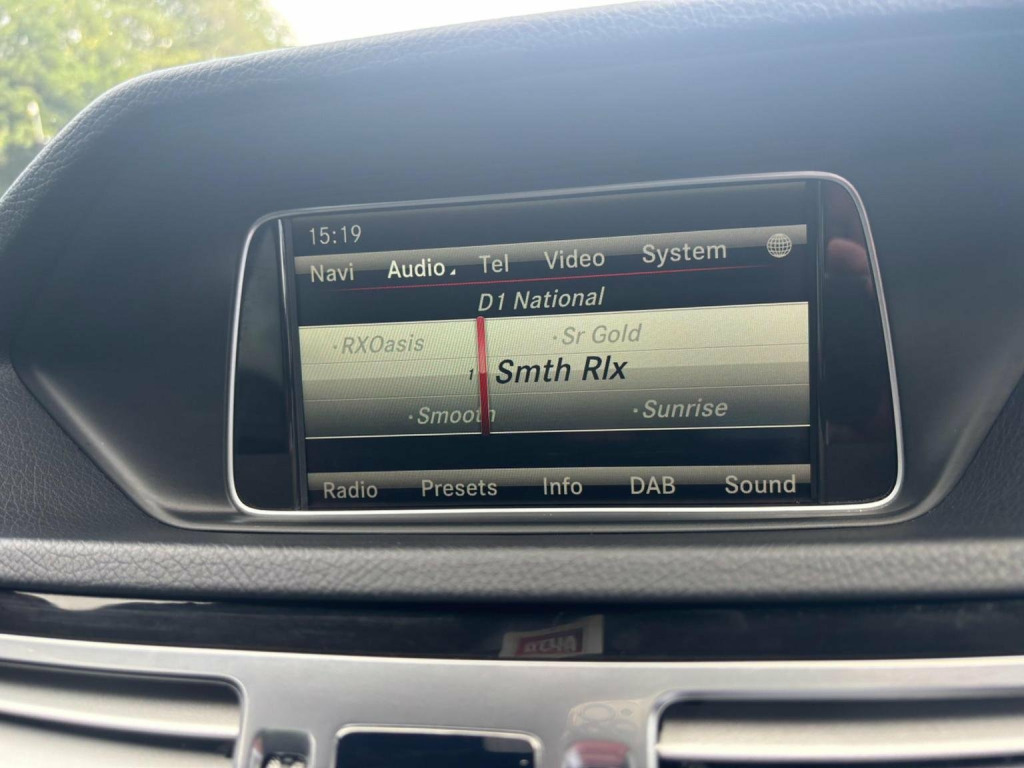 15:19
Navi Audio Tel Video System
D1 National
·RXOasis ·Sr Gold
1 Smth Rlx
·Smooth ·Sunrise
Radio Presets Info DAB Sound